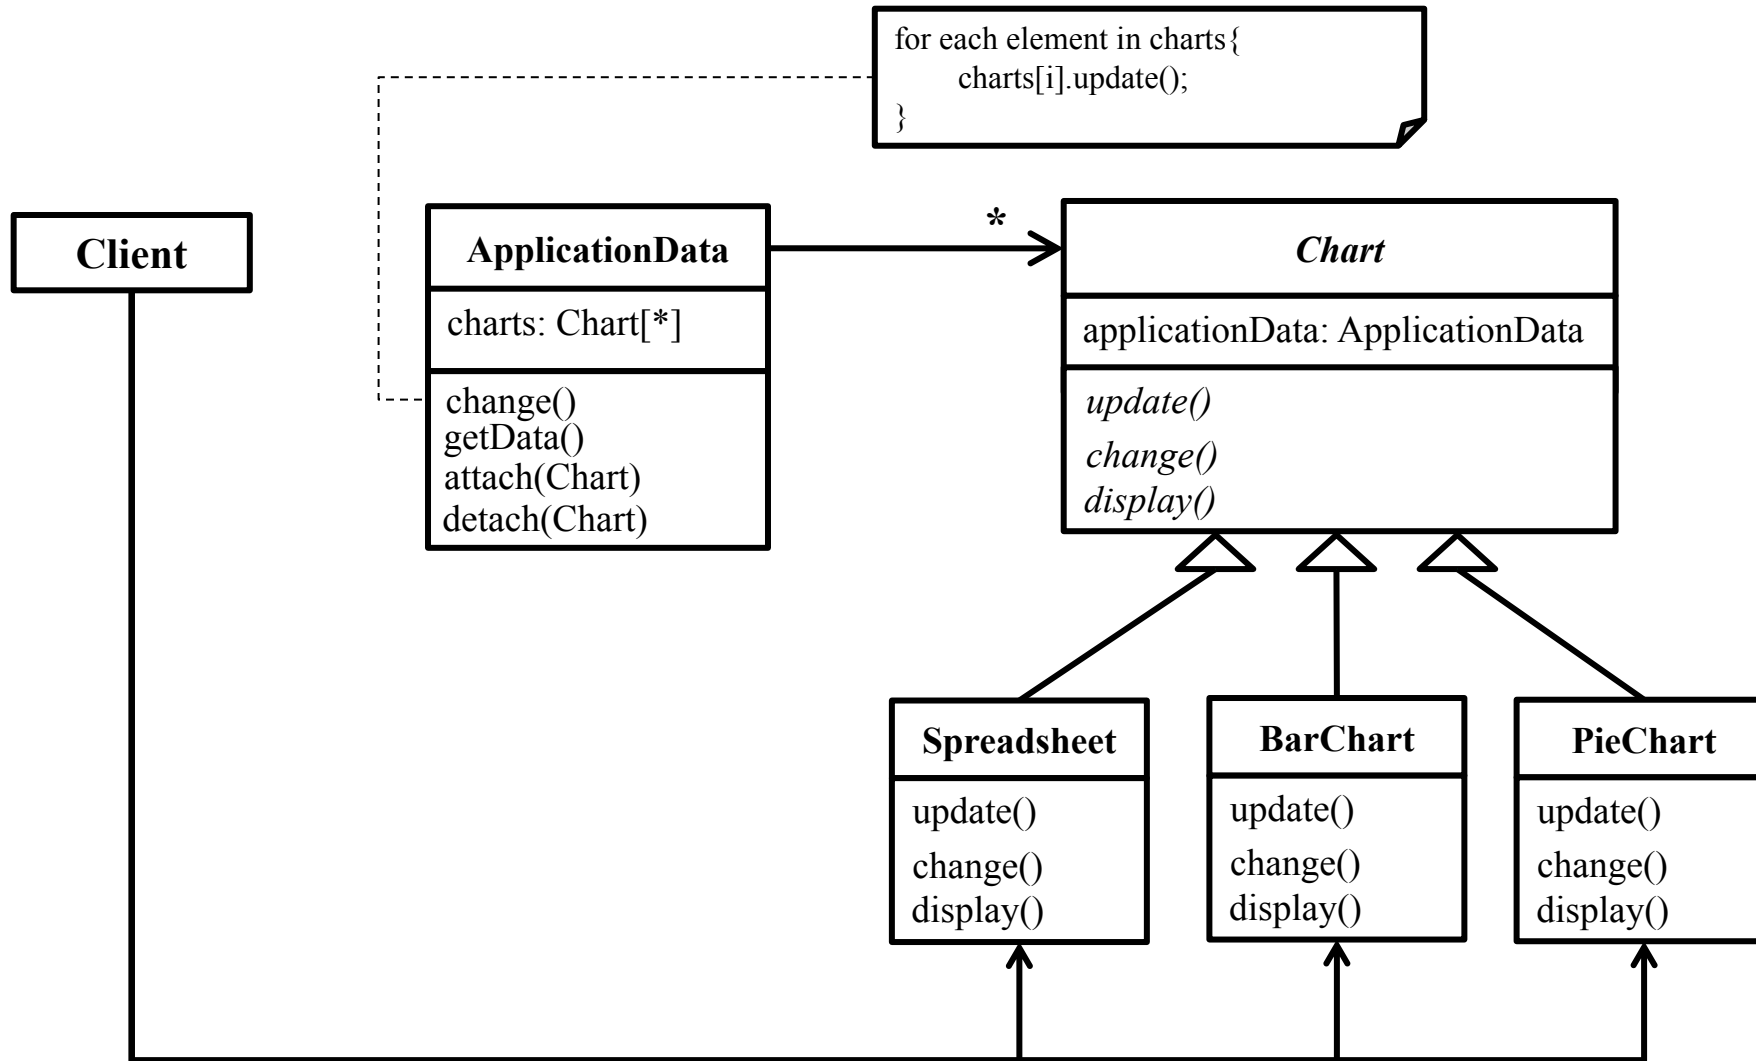 for each element in charts{
charts[i].update();
}
Client
ApplicationData
charts: Chart[*]
change()
getData()
attach(Chart)
detach(Chart)
*
Chart
applicationData: ApplicationData
update()
change()
display()
Spreadsheet
update()
change()
display()
BarChart
update()
change()
display()
PieChart
update()
change()
display()